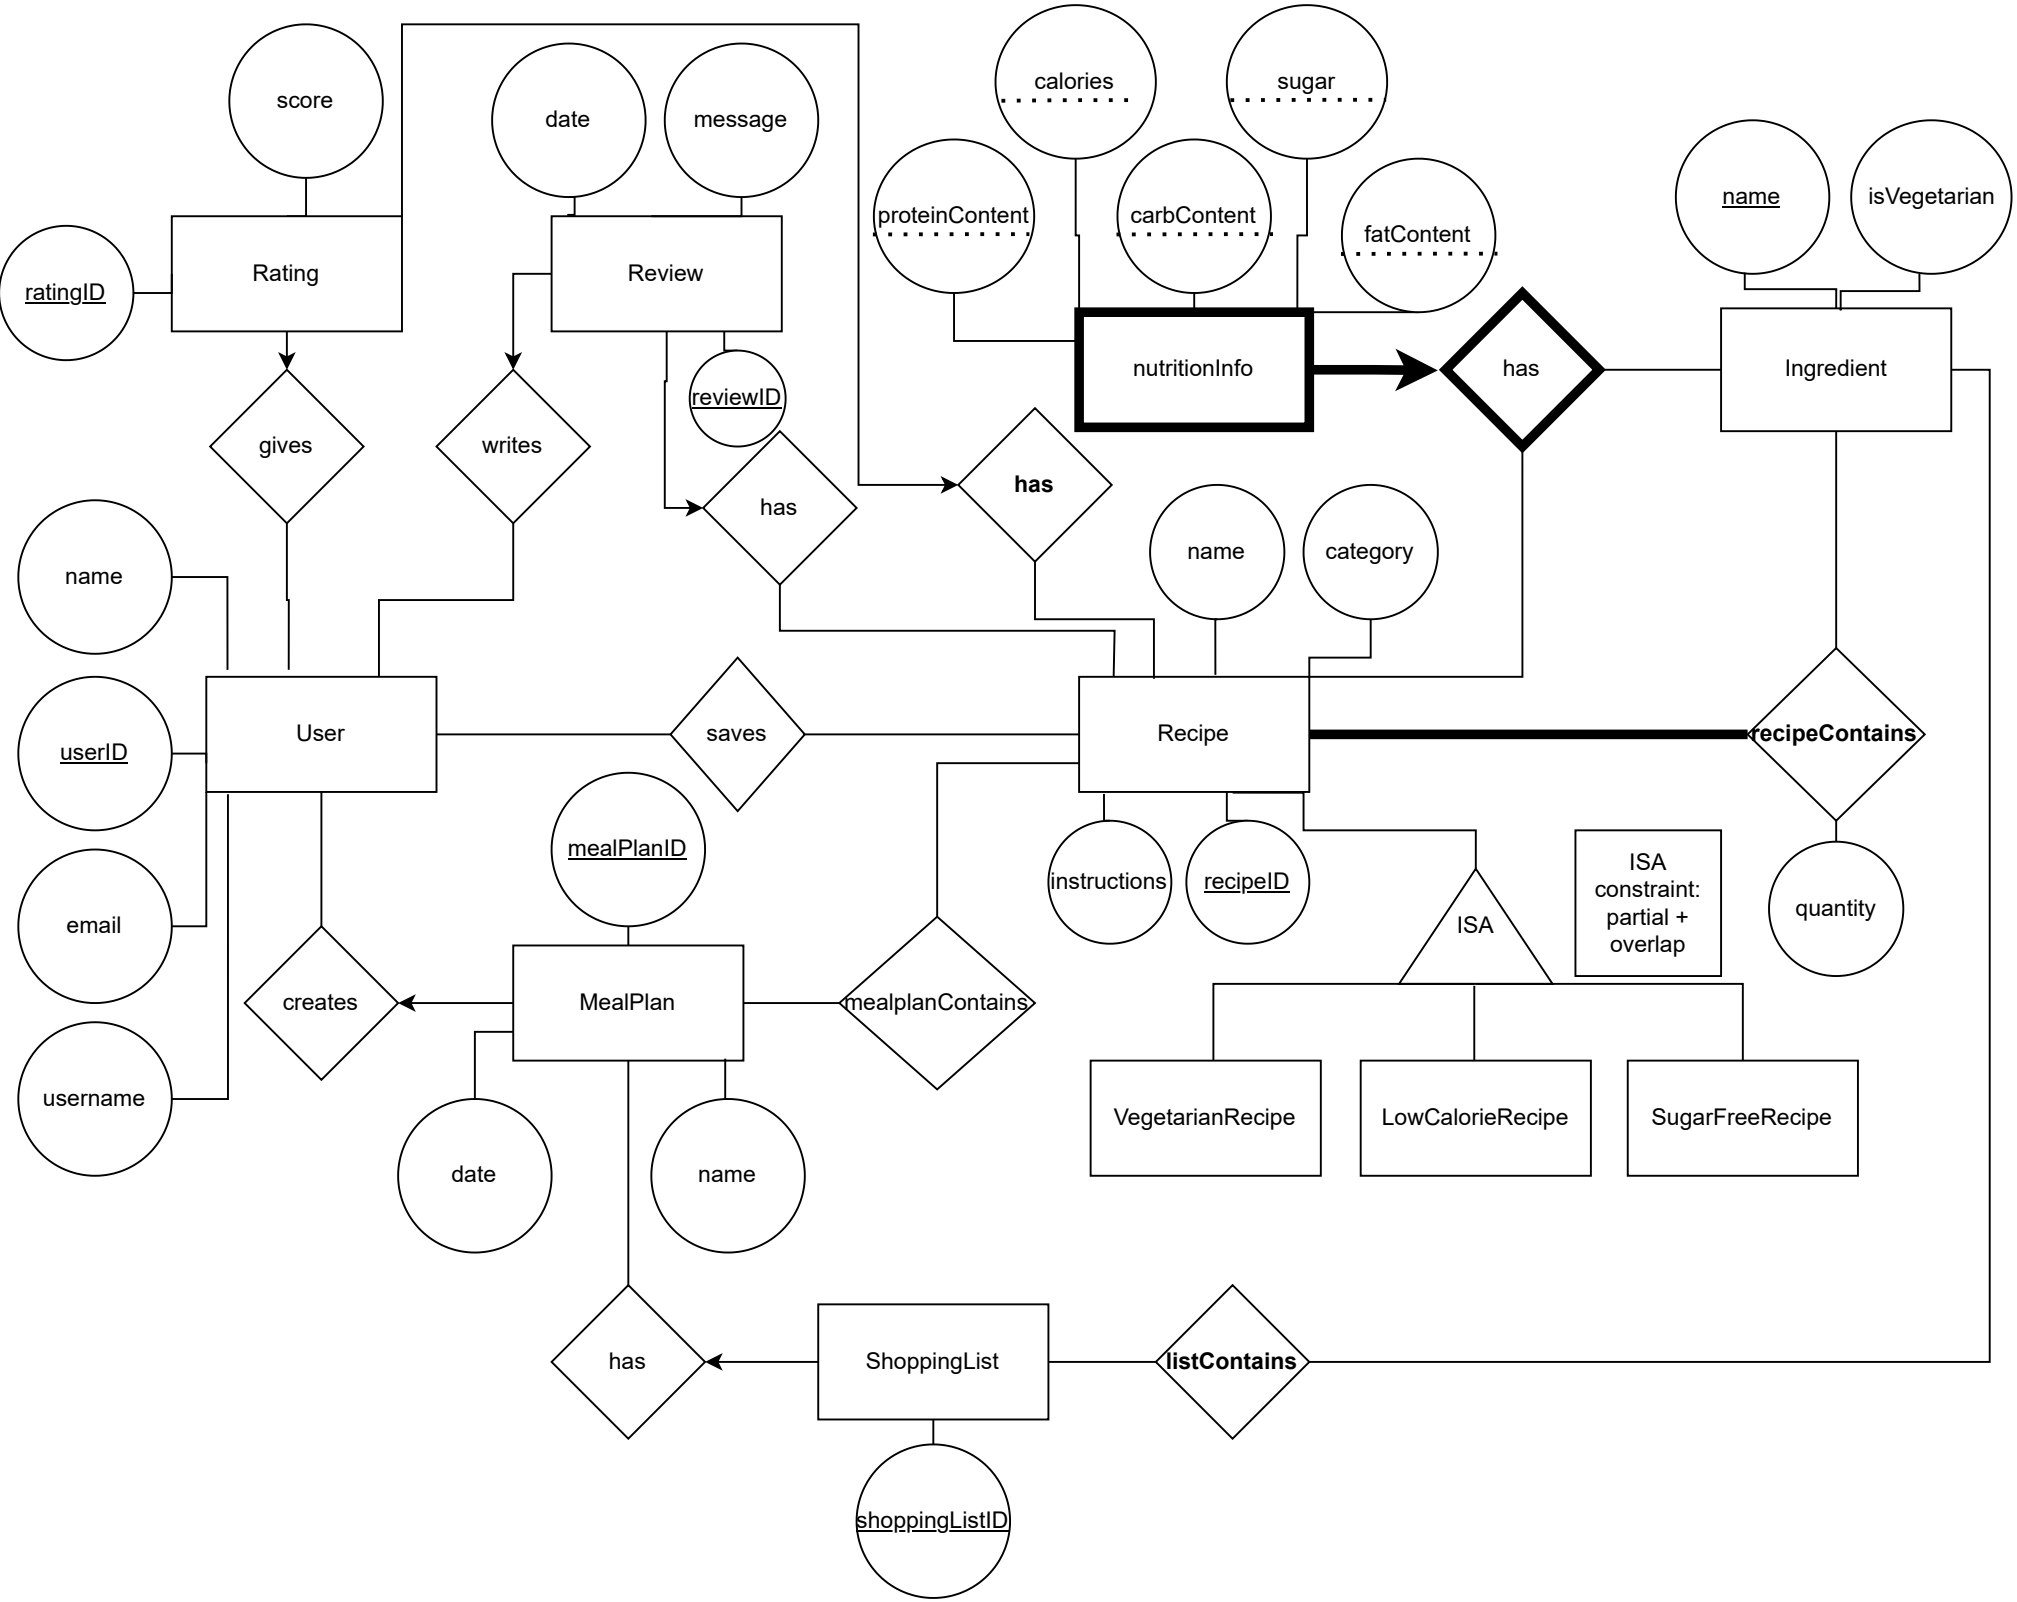 score
date
message
calories
sugar
proteinContent
carbContent
fatContent
name
isVegetarian
ratingID
Rating
Review
nutritionInfo
has
Ingredient
reviewID
gives
writes
has
has
name
name
category
userID
User
saves
Recipe
recipeContains
mealPlanID
instructions
recipeID
ISA
ISA
constraint:
partial +
overlap
quantity
email
creates
MealPlan
mealplanContains
username
date
name
VegetarianRecipe
LowCalorieRecipe
SugarFreeRecipe
has
ShoppingList
listContains
shoppingListID